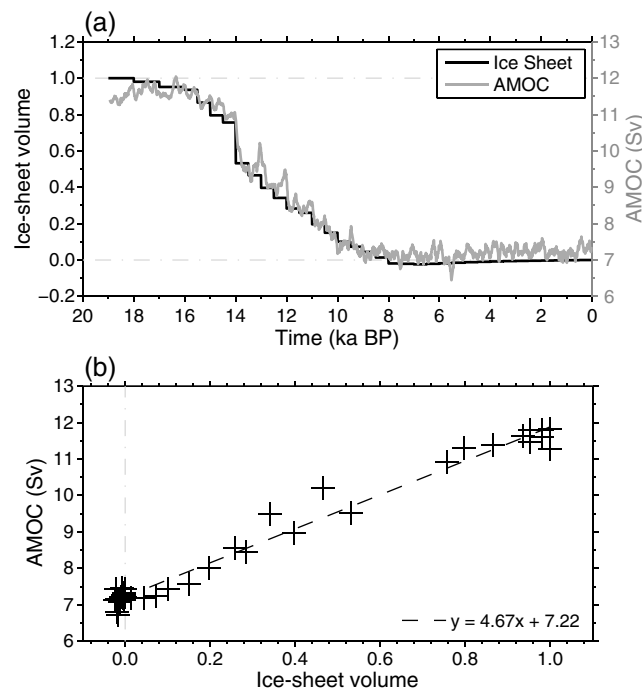 (a)
1.2
1.0
0.8
0.6
0.4
0.2
0.0
−0.2
Ice-sheet volume
Ice Sheet
AMOC
13
12
11
10
9
8
7
6
AMOC (Sv)
20 18 16 14 12 10 8 6 4 2 0
Time (ka BP)
(b)
13
12
11
10
9
8
7
6
AMOC (Sv)
y = 4.67x + 7.22
0.0 0.2 0.4 0.6 0.8 1.0
Ice-sheet volume